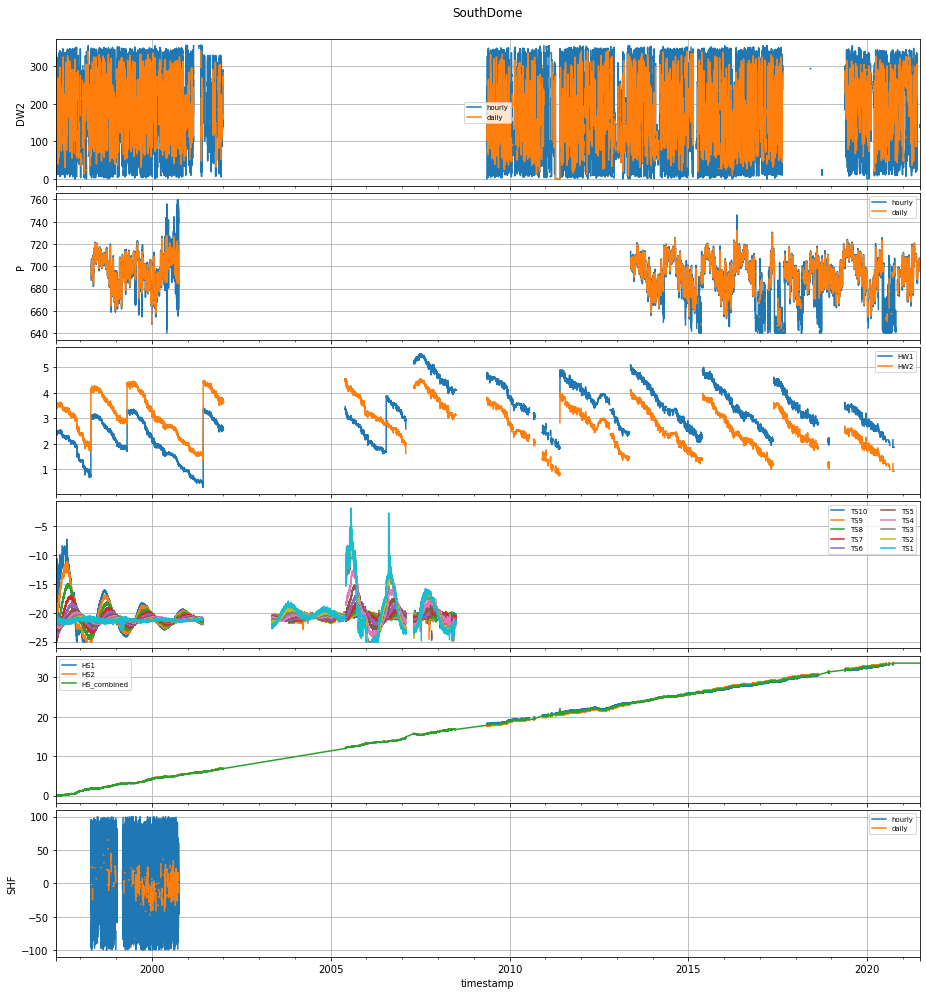 SouthDome
DW2
300
200
100
0
hourly
daily
P
760
740
720
700
680
660
640
hourly
daily
5
4
3
2
1
HW1
HW2
−5
−10
−15
−20
−25
TS10 TS5
TS9 TS4
TS8 TS3
TS7 TS2
TS6 TS1
30
20
10
0
HS1
HS2
HS_combined
SHF
100
50
0
−50
−100
hourly
daily
2000 2005 2010 2015 2020
timestamp